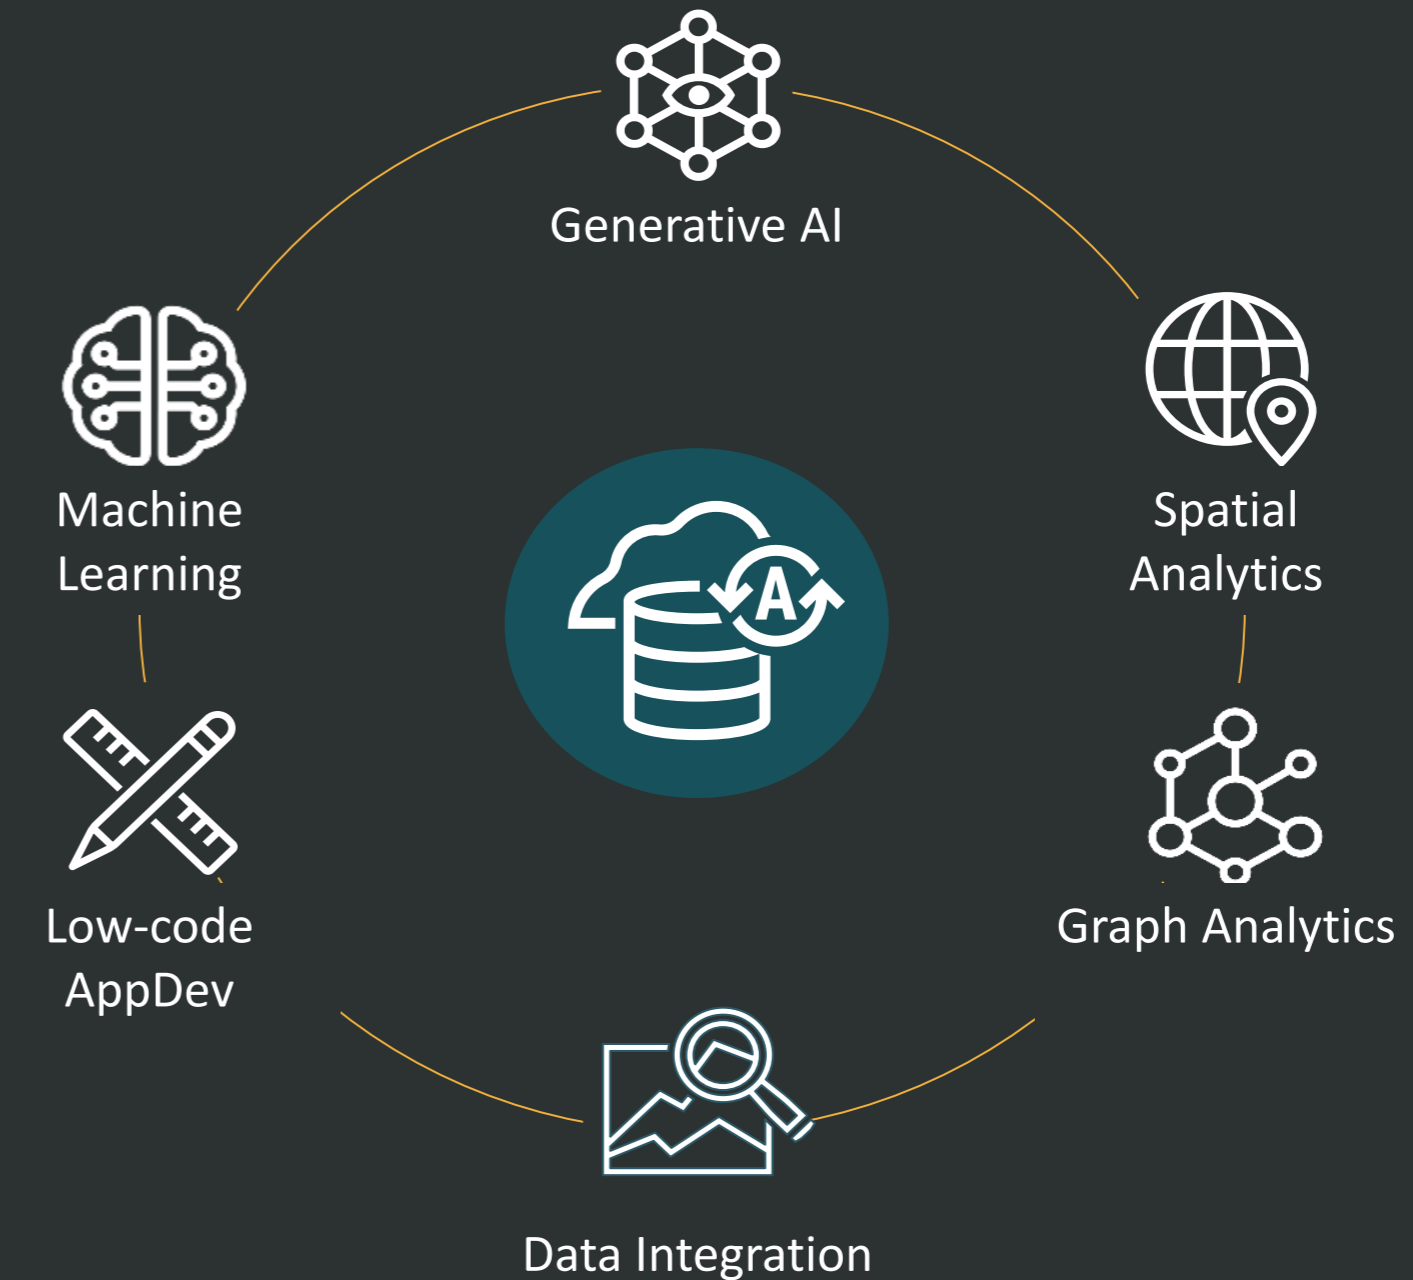 Generative AI
Machine
Learning
Spatial
Analytics
A
Low-code
AppDev
Graph Analytics
Data Integration